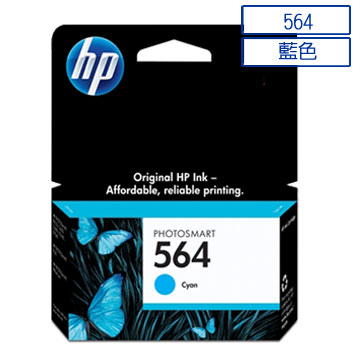 564
藍色
hp
Original HP Ink –
Affordable, reliable printing.
PHOTOSMART
564
Cyan